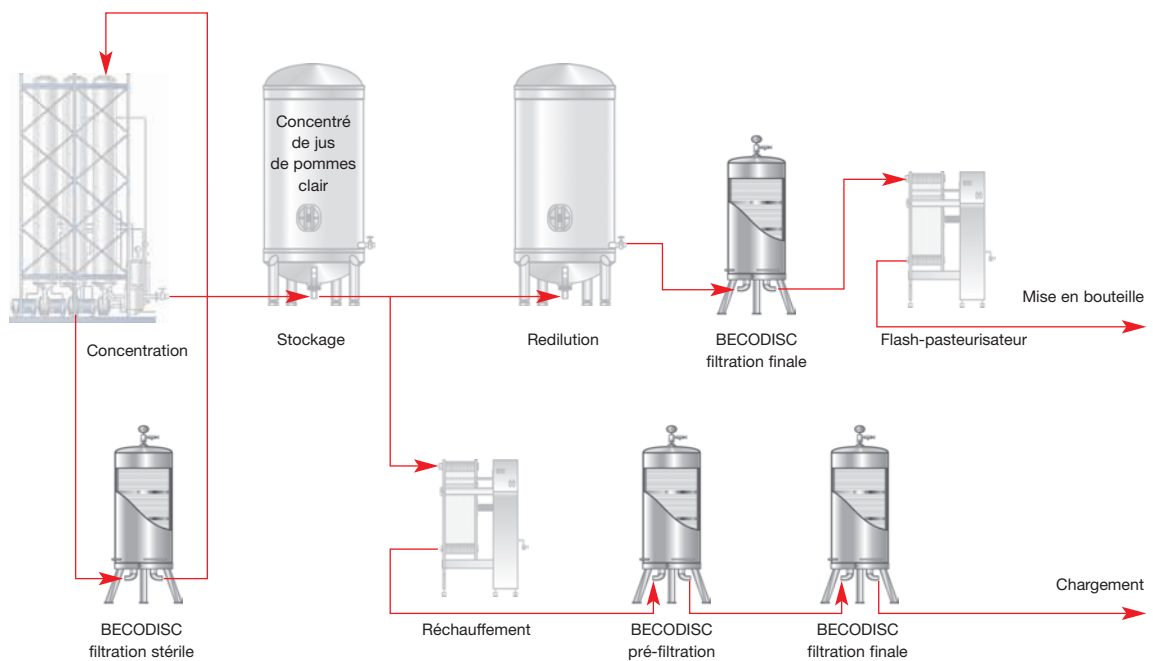 Concentré
de jus
de pommes
clair
Concentration
Stockage
Redilution
BECODISC
filtration finale
Flash-pasteurisateur
Mise en bouteille
BECODISC
filtration stérile
Réchauffement
BECODISC
pré-filtration
BECODISC
filtration finale
Chargement